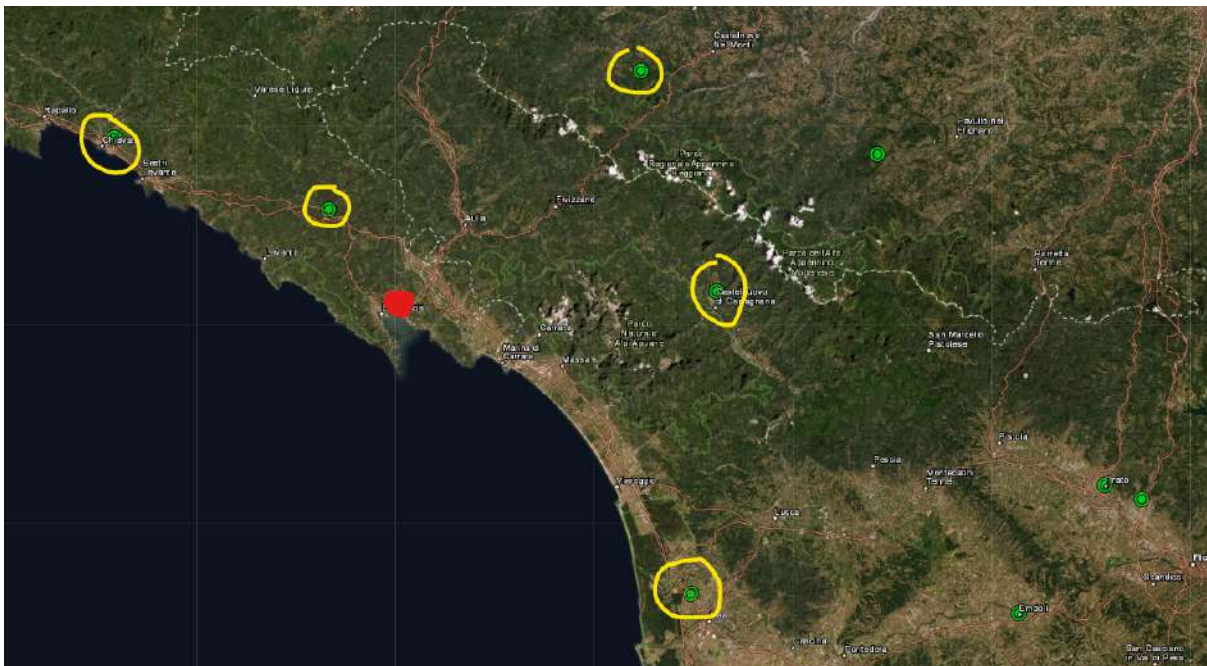 Castelnovo
Ne' Monti
Varese Ligure
Rapallo
Chiavari
Pavullo nel
Frignano
Parco
Regionale Appennino
Reggiano
Sestri
Levante
Fivizzano
Aulla
Levanto
Parco dell'Alto
Appennino
Modenese
Porretta
Terme
Castelnuovo
di Garfagnana
Carrara
Parco
Naturale
Alpi Apuane
San Marcello
Pistoiese
Marina di
Carrara
Massa
Pistoia
Pescia
Montecatini
Terme
Viareggio
Prato
Lucca
Scandicci
Empoli
Cascina
Pontedera
San Casciano
in Val di Pesa